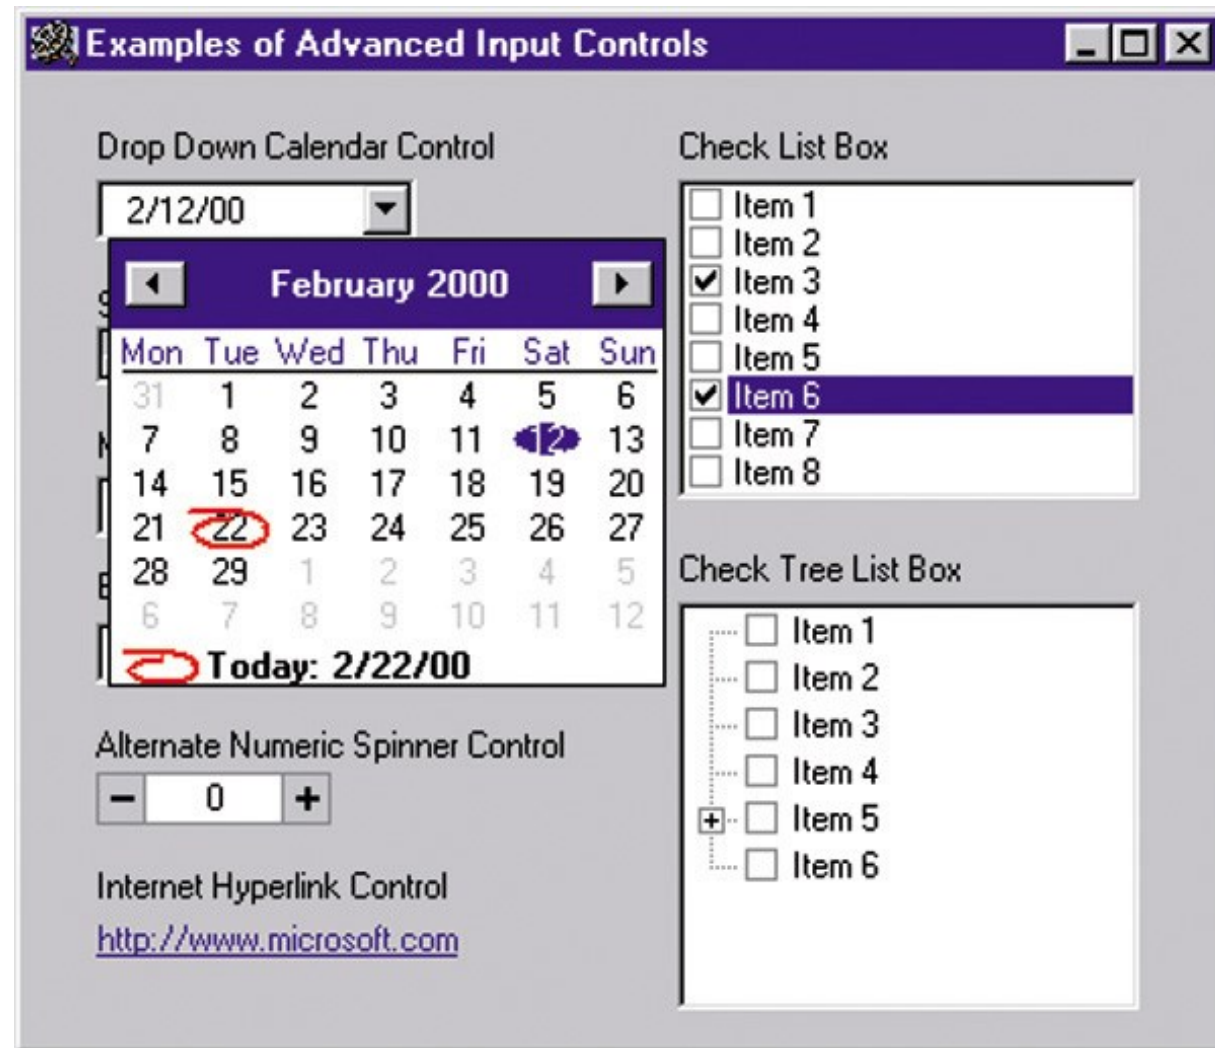 Examples of Advanced Input Controls
Drop Down Calendar Control
2/12/00
February 2000
Mon Tue Wed Thu Fri Sat Sun
31 1 2 3 4 5 6
7 8 9 10 11 12 13
14 15 16 17 18 19 20
21 22 23 24 25 26 27
28 29 1 2 3 4 5
6 7 8 9 10 11 12
Today: 2/22/00
Alternate Numeric Spinner Control
− 0 +
Internet Hyperlink Control
http://www.microsoft.com
Check List Box
Item 1
Item 2
Item 3
Item 4
Item 5
Item 6
Item 7
Item 8
Check Tree List Box
Item 1
Item 2
Item 3
Item 4
+ Item 5
Item 6